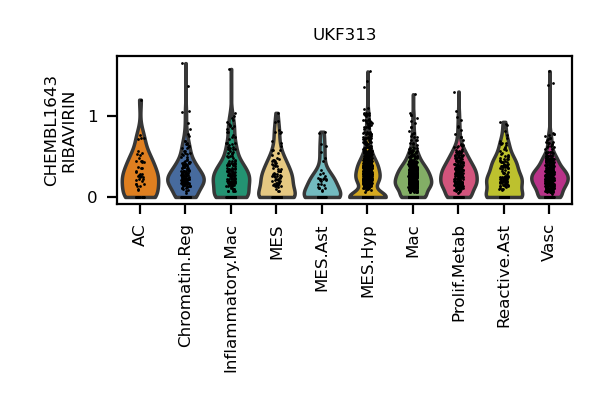 UKF313
CHEMBL1643
RIBAVIRIN
1
0
AC
Chromatin.Reg
Inflammatory.Mac
MES
MES.Ast
MES.Hyp
Mac
Prolif.Metab
Reactive.Ast
Vasc